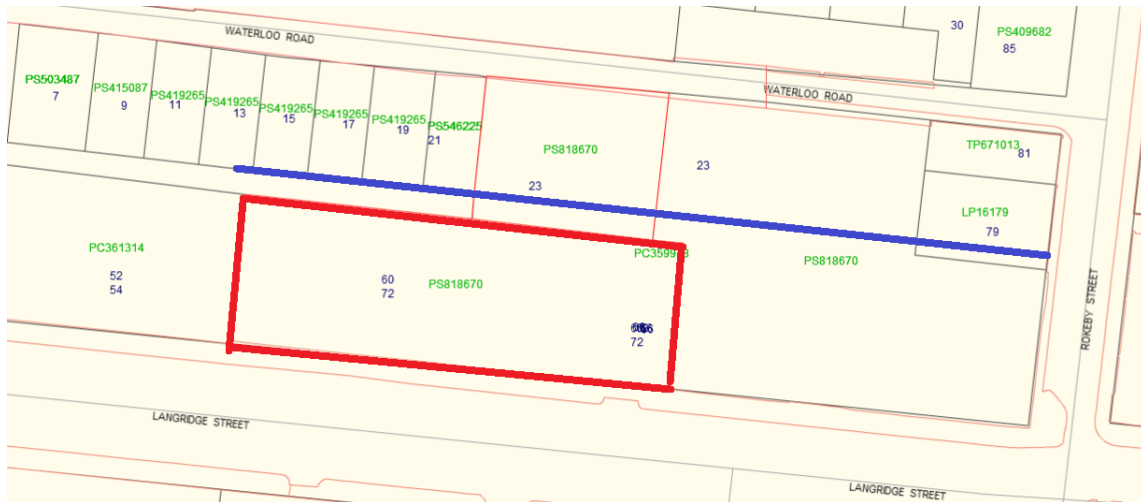 WATERLOO ROAD
30
PS409682
85
PS503487
7
PS415087
9
PS419265
11
PS419265
13
PS419265
15
PS419265
17
PS419265
19
PS546225
21
PS818670
23
23
WATERLOO ROAD
TP671013
81
LP16179
79
PC361314
52
54
60
72
PS818670
72
PS818670
ROKEBY STREET
LANGRIDGE STREET
LANGRIDGE STREET